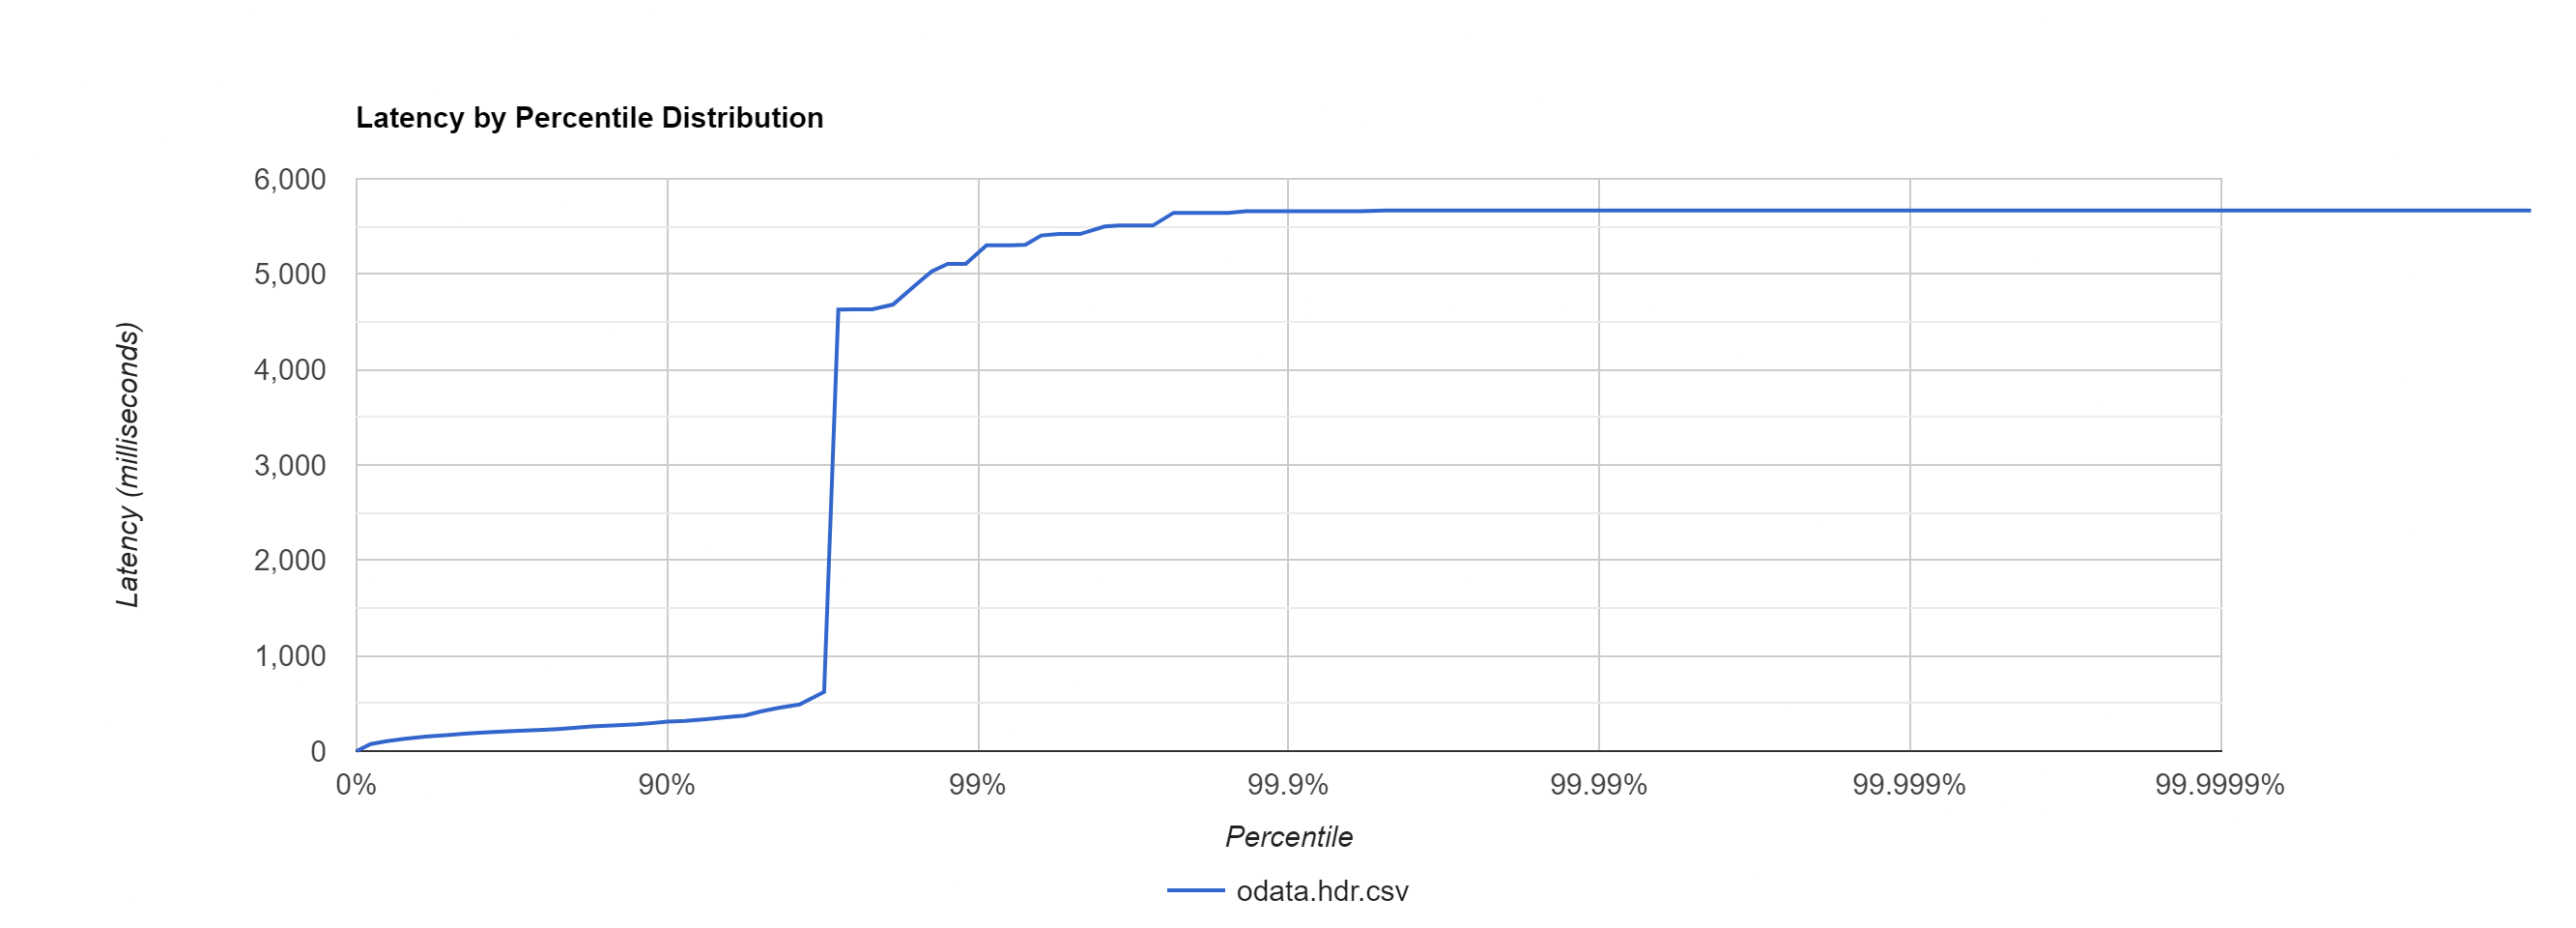 Latency by Percentile Distribution
6,000
5,000
4,000
3,000
2,000
1,000
0
Latency (milliseconds)
0% 90% 99% 99.9% 99.99% 99.999% 99.9999%
Percentile
odata.hdr.csv